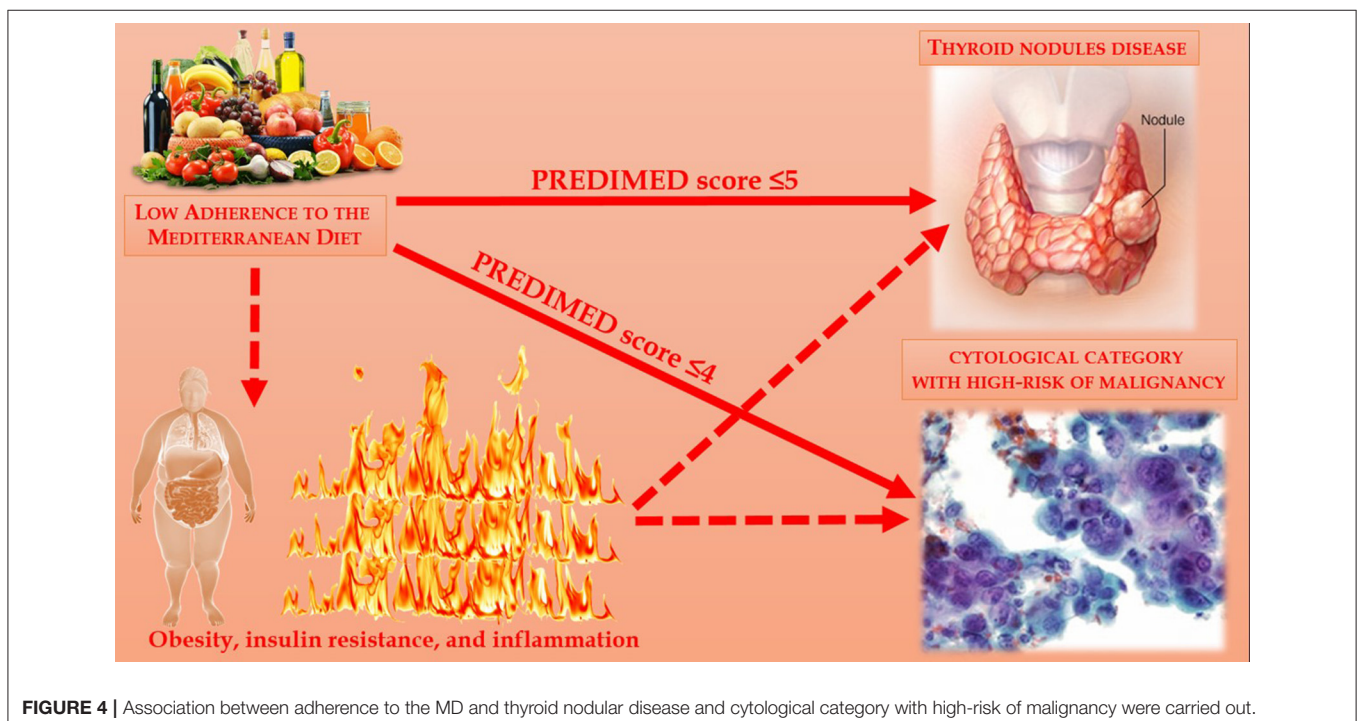 THYROID NODULES DISEASE
Nodule
PREDIMED score ≤5
LOW ADHERENCE TO THE
MEDITERRANEAN DIET
PREDIMED score ≤4
CYTOLOGICAL CATEGORY
WITH HIGH-RISK OF MALIGNANCY
Obesity, insulin resistance, and inflammation
FIGURE 4 | Association between adherence to the MD and thyroid nodular disease and cytological category with high-risk of malignancy were carried out.